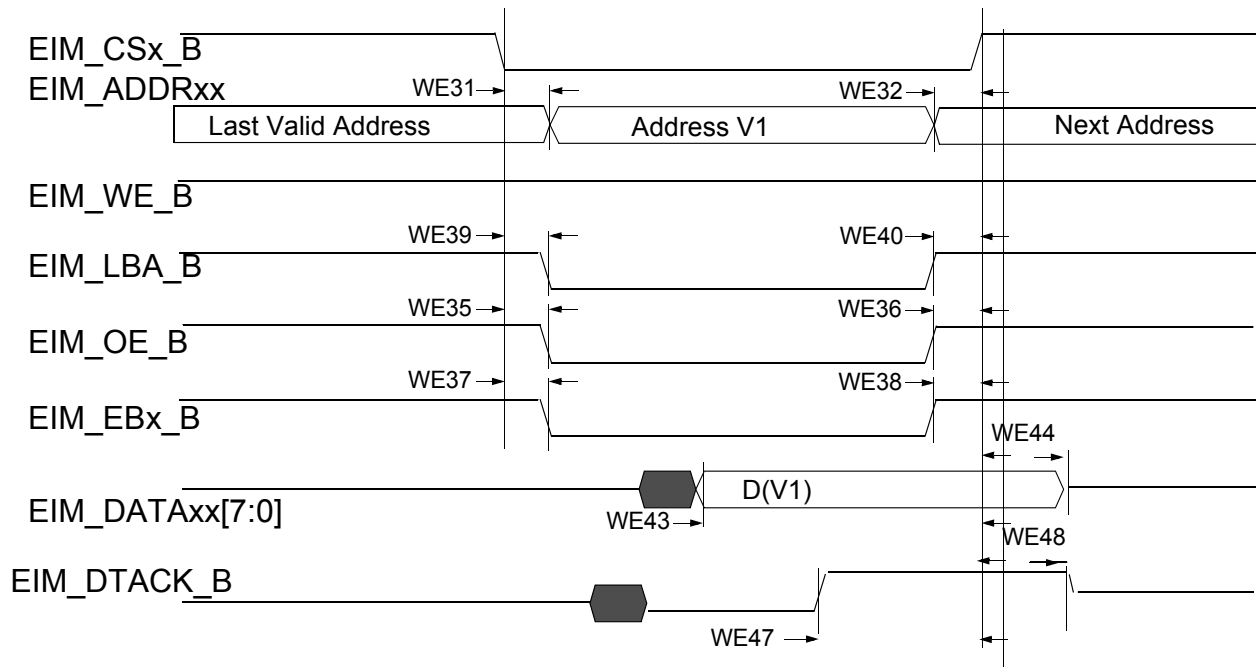 EIM_CSx_B
EIM_ADDRxx
WE31
WE32
Last Valid Address
Address V1
Next Address
EIM_WE_B
WE39
WE40
EIM_LBA_B
WE35
WE36
EIM_OE_B
WE37
WE38
EIM_EBx_B
WE44
D(V1)
EIM_DATAxx[7:0]
WE43
WE48
EIM_DTACK_B
WE47